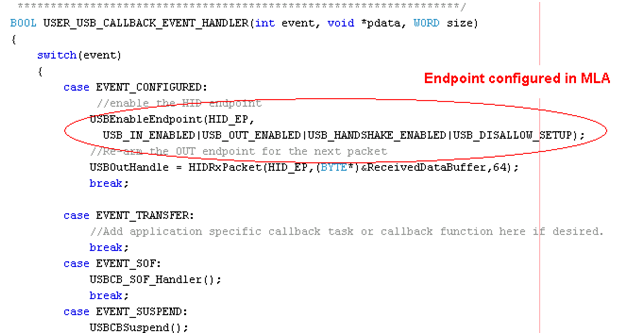 *******************************************************************/
BOOL USER_USB_CALLBACK_EVENT_HANDLER(int event, void *pdata, WORD size)
{
switch(event)
{
case EVENT_CONFIGURED:
Endpoint configured in MLA
//enable the HID endpoint
USBEnableEndpoint(HID_EP,
USB_IN_ENABLED|USB_OUT_ENABLED|USB_HANDSHAKE_ENABLED|USB_DISALLOW_SETUP);
//Re-arm the OUT endpoint for the next packet
USBOutHandle = HIDRxPacket(HID_EP,(BYTE*)&ReceivedDataBuffer,64);
break;
case EVENT_TRANSFER:
//Add application specific callback task or callback function here if desired.
break;
case EVENT_SOF:
USBCB_SOF_Handler();
break;
case EVENT_SUSPEND:
USBCBSuspend();